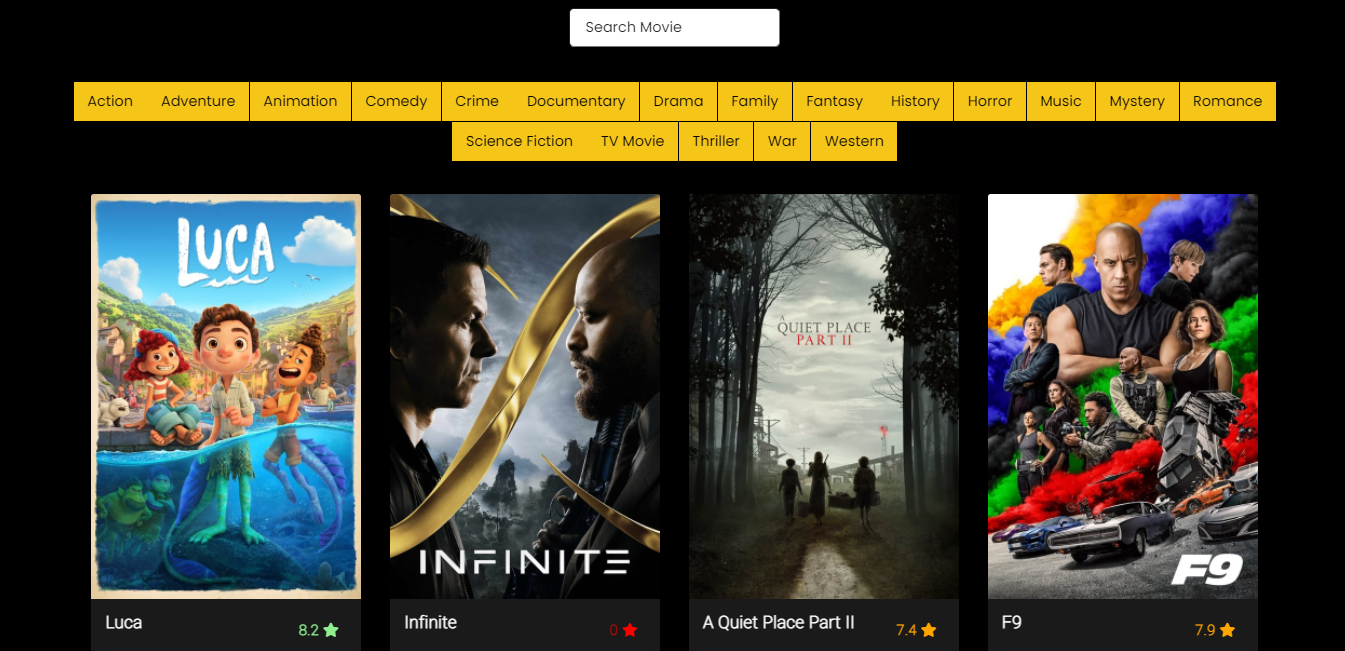 Search Movie
Action Adventure Animation Comedy Crime Documentary Drama Family Fantasy History Horror Music Mystery Romance
Science Fiction TV Movie Thriller War Western
LUCA
INFINITE
A
QUIET PLACE
PART II
F9
Luca
8.2
Infinite
0
A Quiet Place Part II
7.4
F9
7.9